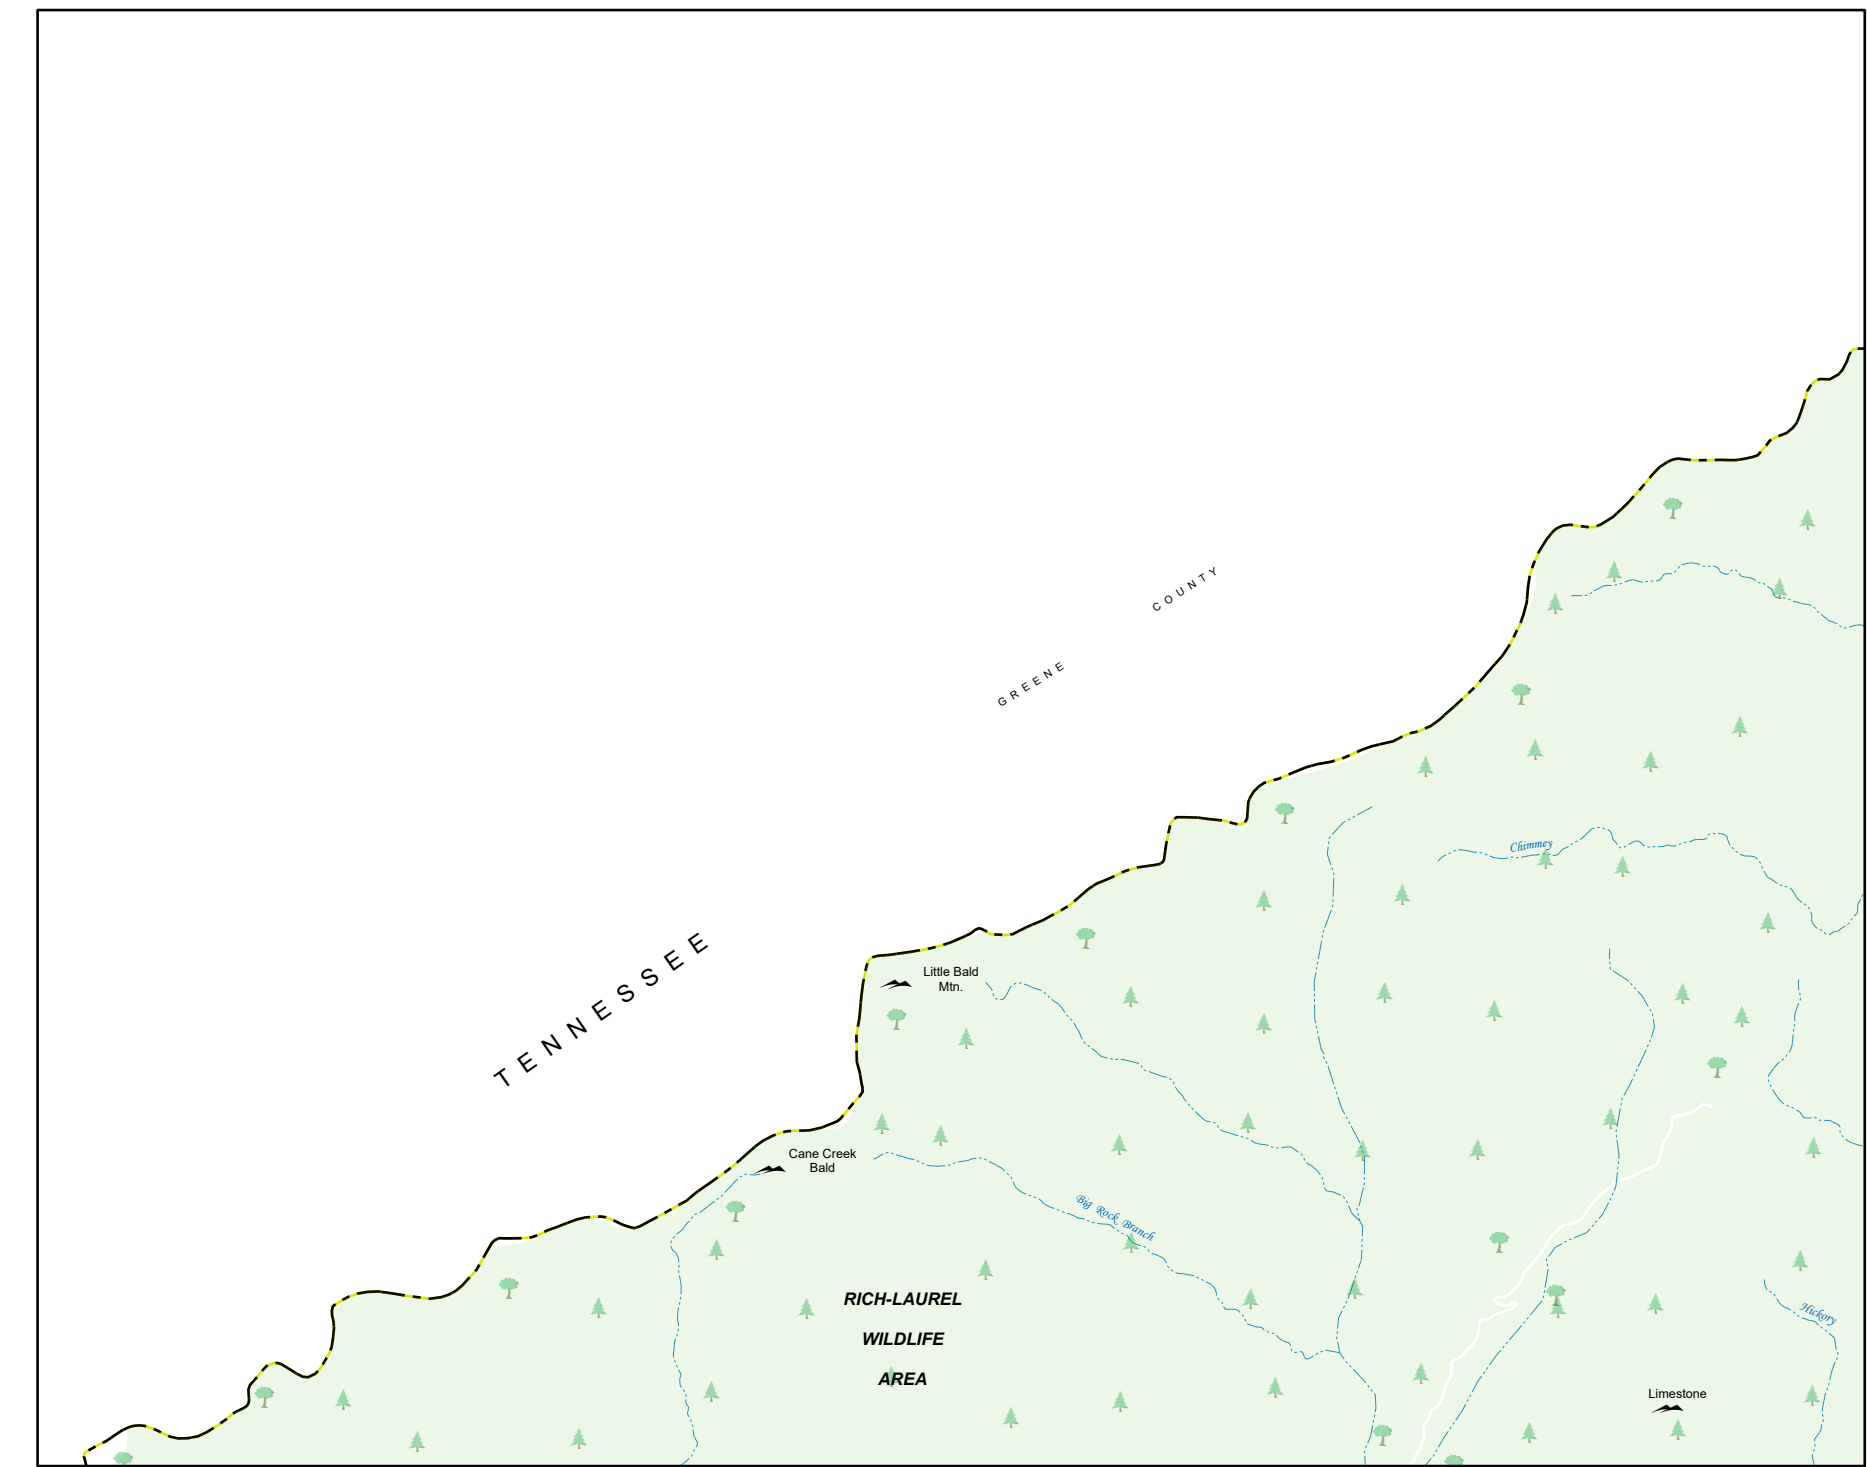 COUNTY
GREENE
TENNESSEE
Chimmey
Little Bald
Mtn.
Cane Creek
Bald
Big Rock Branch
RICH-LAUREL
WILDLIFE
AREA
Hickory
Limestone